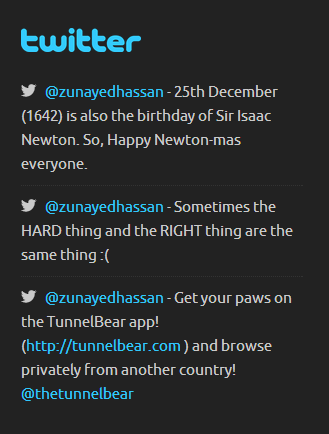 twitter
@zunayedhassan - 25th December
(1642) is also the birthday of Sir Isaac
Newton. So, Happy Newton-mas
everyone.
@zunayedhassan - Sometimes the
HARD thing and the RIGHT thing are the
same thing :(
@zunayedhassan - Get your paws on
the TunnelBear app!
(http://tunnelbear.com ) and browse
privately from another country!
@thetunnelbear